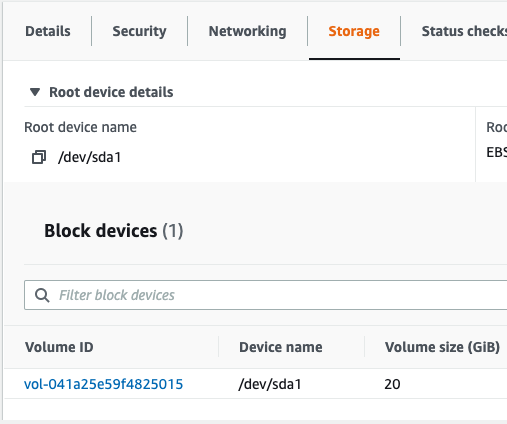 Details Security Networking Storage Status checks
Root device details
Root device name
/dev/sda1 EBS
Block devices (1)
Filter block devices
Volume ID Device name Volume size (GiB)
vol-041a25e59f4825015 /dev/sda1 20